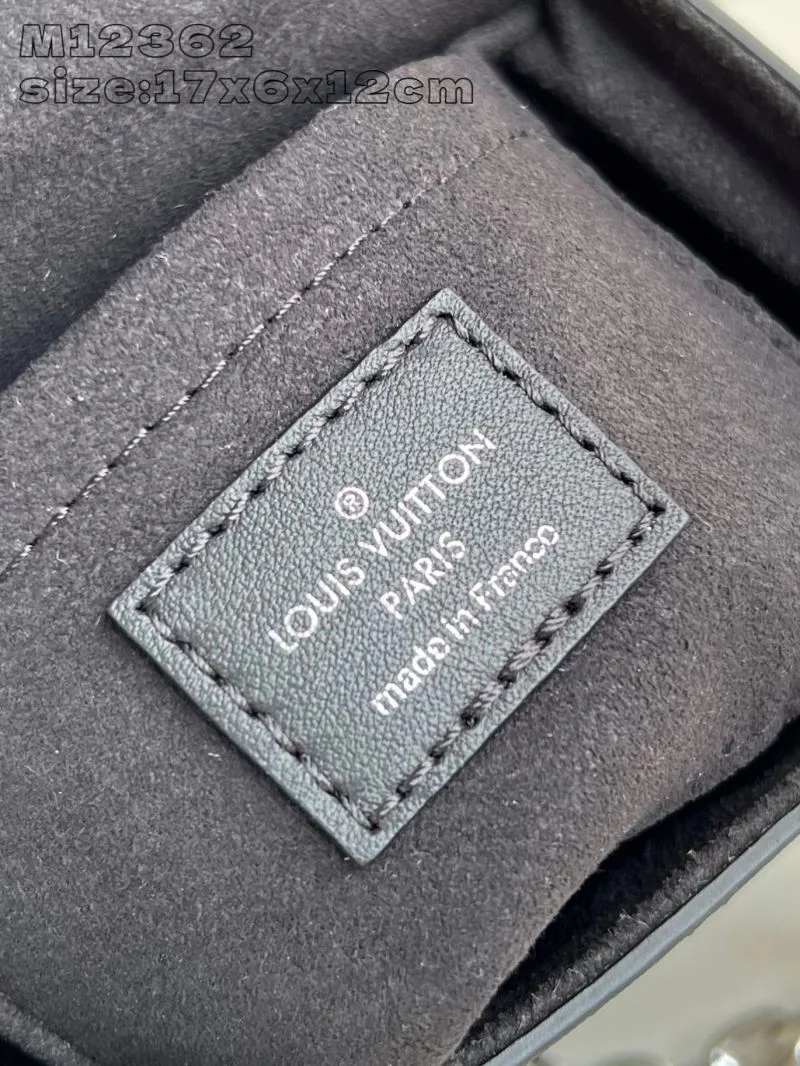 M12362
size:17x6x12cm
®
LOUIS VUITTON
PARIS
made in France